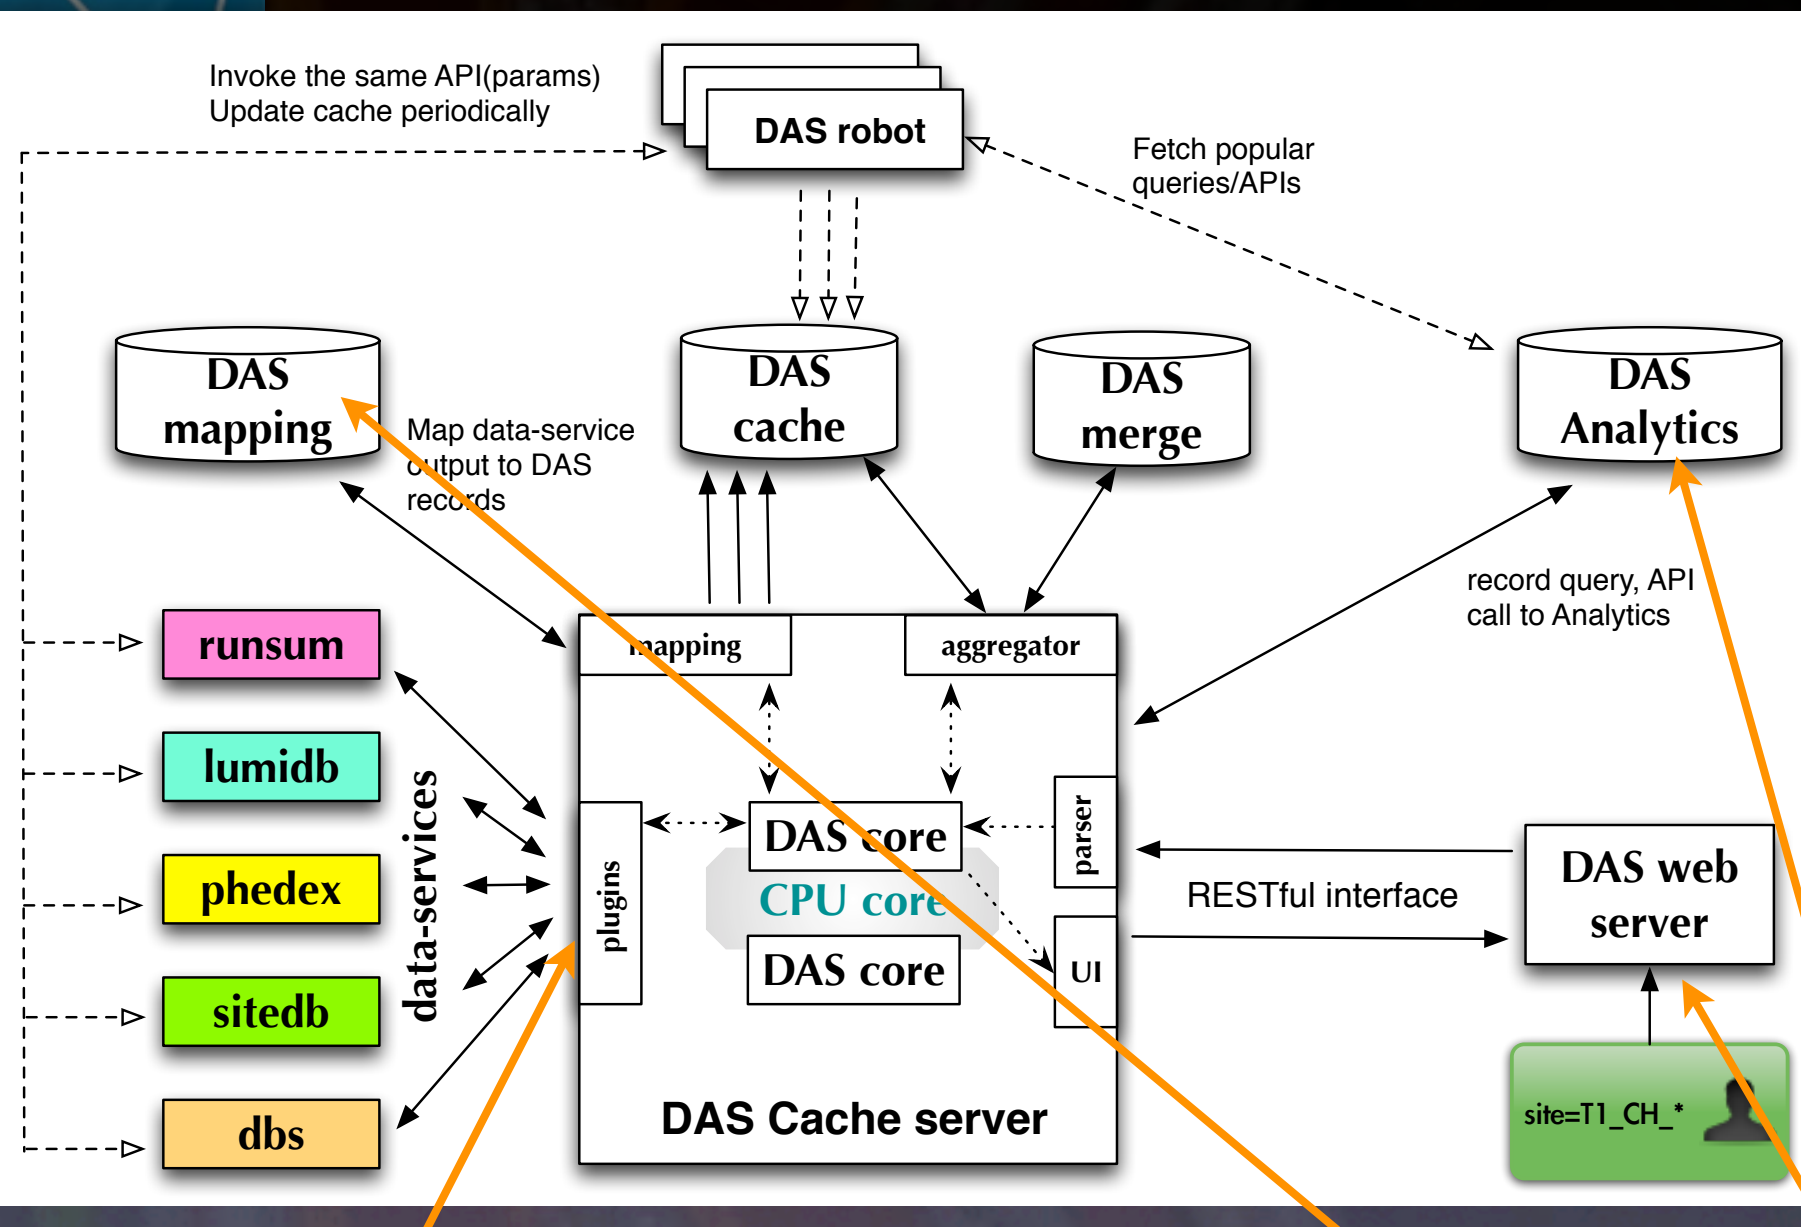 Invoke the same API(params)
Update cache periodically
DAS robot
Fetch popular
queries/APIs
DAS
mapping
DAS
cache
DAS
merge
DAS
Analytics
Map data-service
output to DAS
records
record query, API
call to Analytics
runsum
lumidb
phedex
sitedb
dbs
data-services
mapping
aggregator
plugins
DAS core
CPU core
DAS core
parser
UI
DAS Cache server
RESTful interface
DAS web
server
site=T1_CH_*